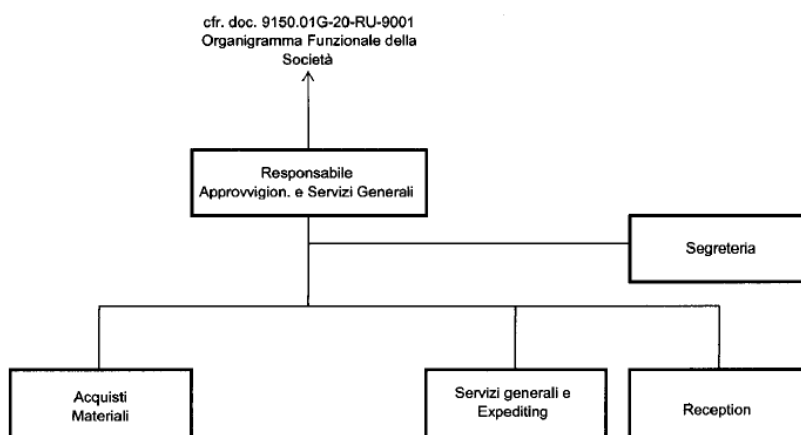 cfr. doc. 9150.01G-20-RU-9001
Organigramma Funzionale della
Società
Responsabile
Approvvigion. e Servizi Generali
Segreteria
Acquisti
Materiali
Servizi generali e
Expediting
Reception